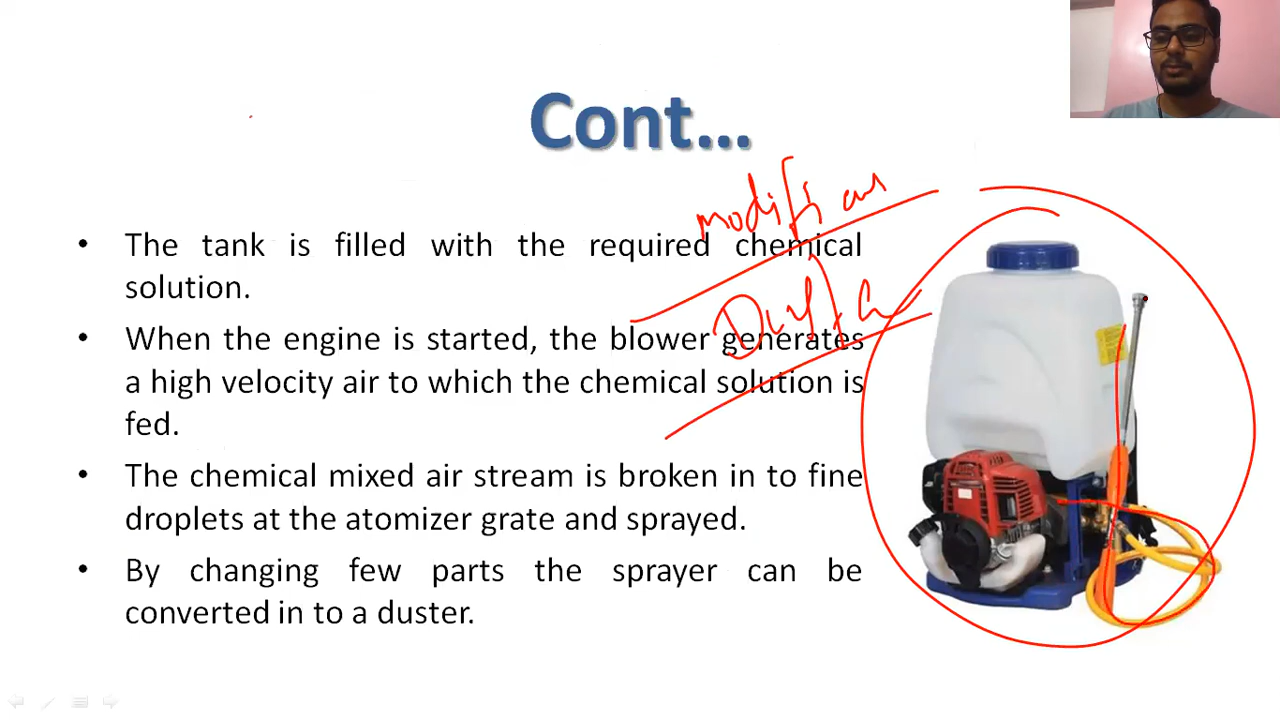 Cont...
• The tank is filled with the required chemical
solution.
• When the engine is started, the blower generates
a high velocity air to which the chemical solution is
fed.
• The chemical mixed air stream is broken in to fine
droplets at the atomizer grate and sprayed.
• By changing few parts the sprayer can be
converted in to a duster.